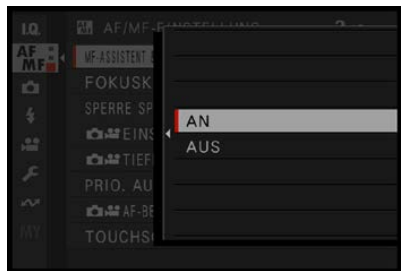 I.Q.
AF/MF-EINSTELLUNG
AF
MF
MF-ASSISTENT
FOKUSK
SPERRE SP
EINS
AN
TIEF
AUS
PRIO. AU
AF-BE
MY
TOUCHS